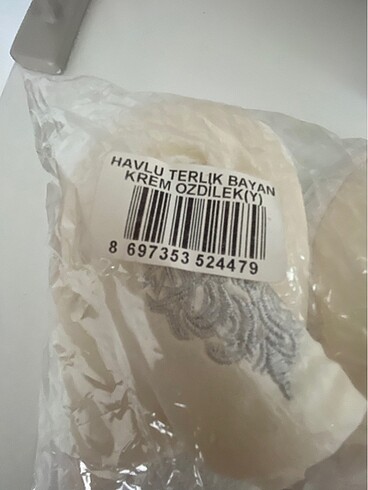 HAVLU TERLIK BAYAN
KREM OZDILEK(Y)
8 697353 524479